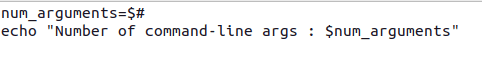 num_arguments=$#
echo "Number of command-line args : $num_arguments"